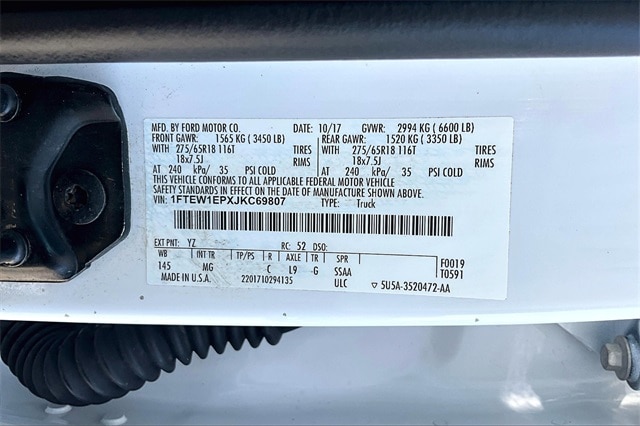 MFD. BY FORD MOTOR CO. DATE: 10/17 GVWR: 2994 KG ( 6600 LB)
FRONT GAWR: 1565 KG ( 3450 LB) REAR GAWR: 1520 KG ( 3350 LB)
WITH 275/65R18 116T TIRES WITH 275/65R18 116T TIRES
18x7.5J RIMS 18x7.5J RIMS
AT 240 kPa/ 35 PSI COLD AT 240 kPa/ 35 PSI COLD
THIS VEHICLE CONFORMS TO ALL APPLICABLE FEDERAL MOTOR VEHICLE
SAFETY STANDARDS IN EFFECT ON THE DATE OF MANUFACTURE SHOWN ABOVE.
VIN: 1FTEW1EPXJKC69807 TYPE: Truck
EXT PNT: YZ RC: 52 DSO:
WB INT TR TP/PS R AXLE TR SPR F0019
145 MG C L9 G SSAA T0591
MADE IN U.S.A. 2201710294135 ULC 5U5A-3520472-AA